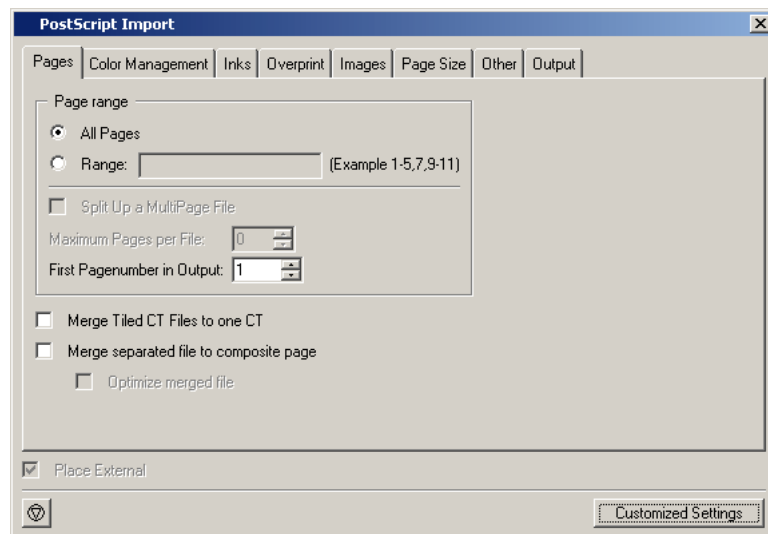 PostScript Import
Pages Color Management Inks Overprint Images Page Size Other Output
Page range
All Pages
Range: (Example 1-5,7,9-11)
Split Up a MultiPage File
Maximum Pages per File: 0
First Pagenumber in Output: 1
Merge Tiled CT Files to one CT
Merge separated file to composite page
Optimize merged file
Place External
Customized Settings